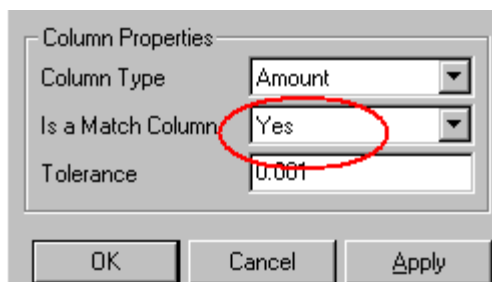 Column Properties
Column Type Amount
Is a Match Column Yes
Tolerance 0.001
OK Cancel Apply